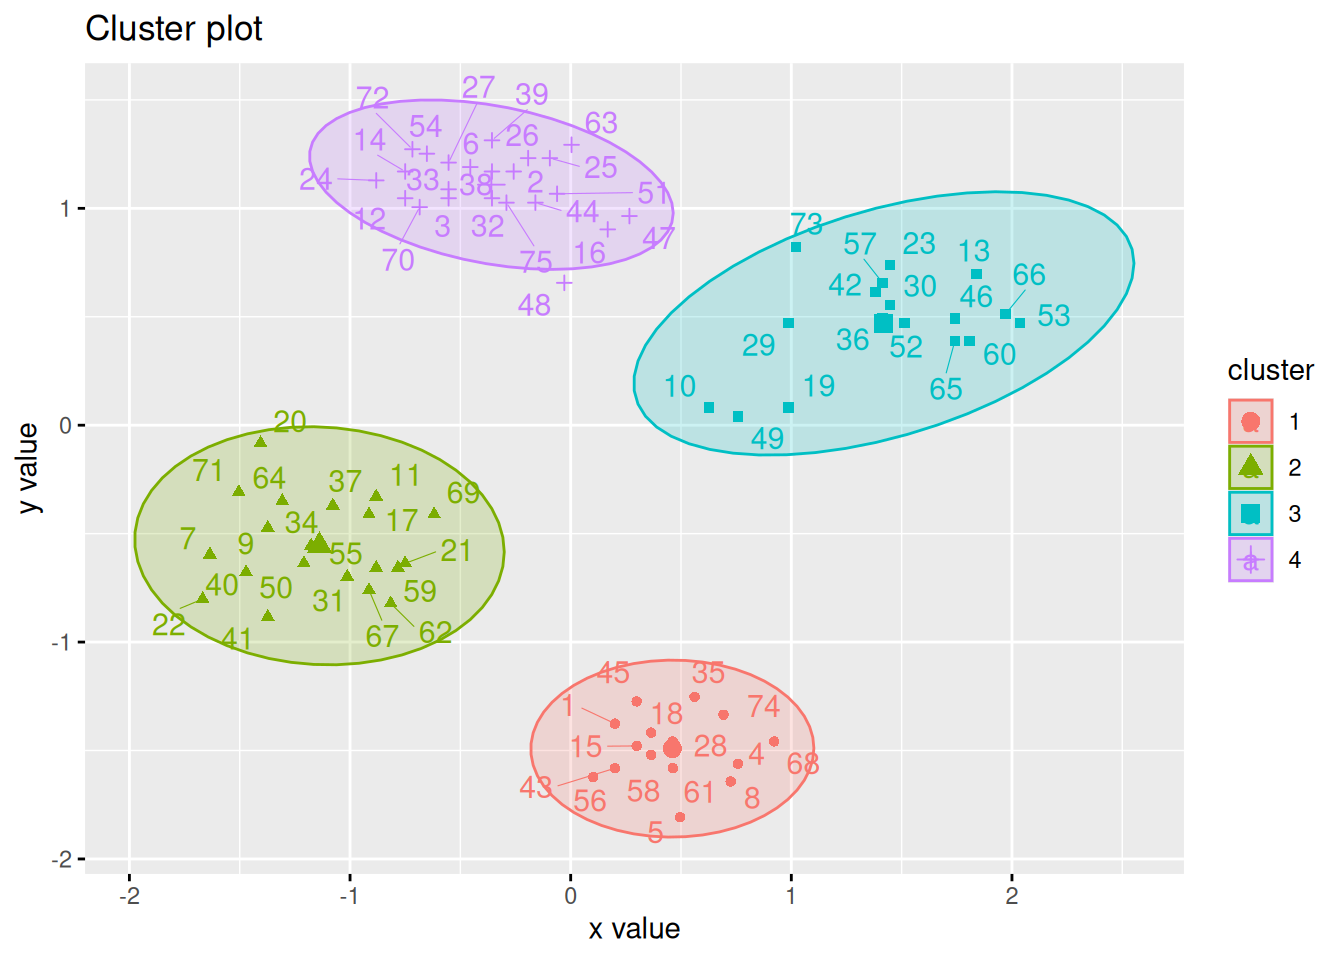 Cluster plot
27
72 39
63
54
14 26
6
25
24 33 38 2 51
12 3 32 44 47
70 75 16
48
73
57 23 13
66
42 30 46
53
29 36 52 60
10 19 65
49
1
0
-1
-2
y value
20
71 64 37 11 69
34 17
7 9 55 21
40 50 31 59
22 41 67 62
45 35
1 18 74
15 28 4 68
43 56 58 61 8
5
-2 -1 0 1 2
x value
cluster
a 1
a 2
a 3
a 4